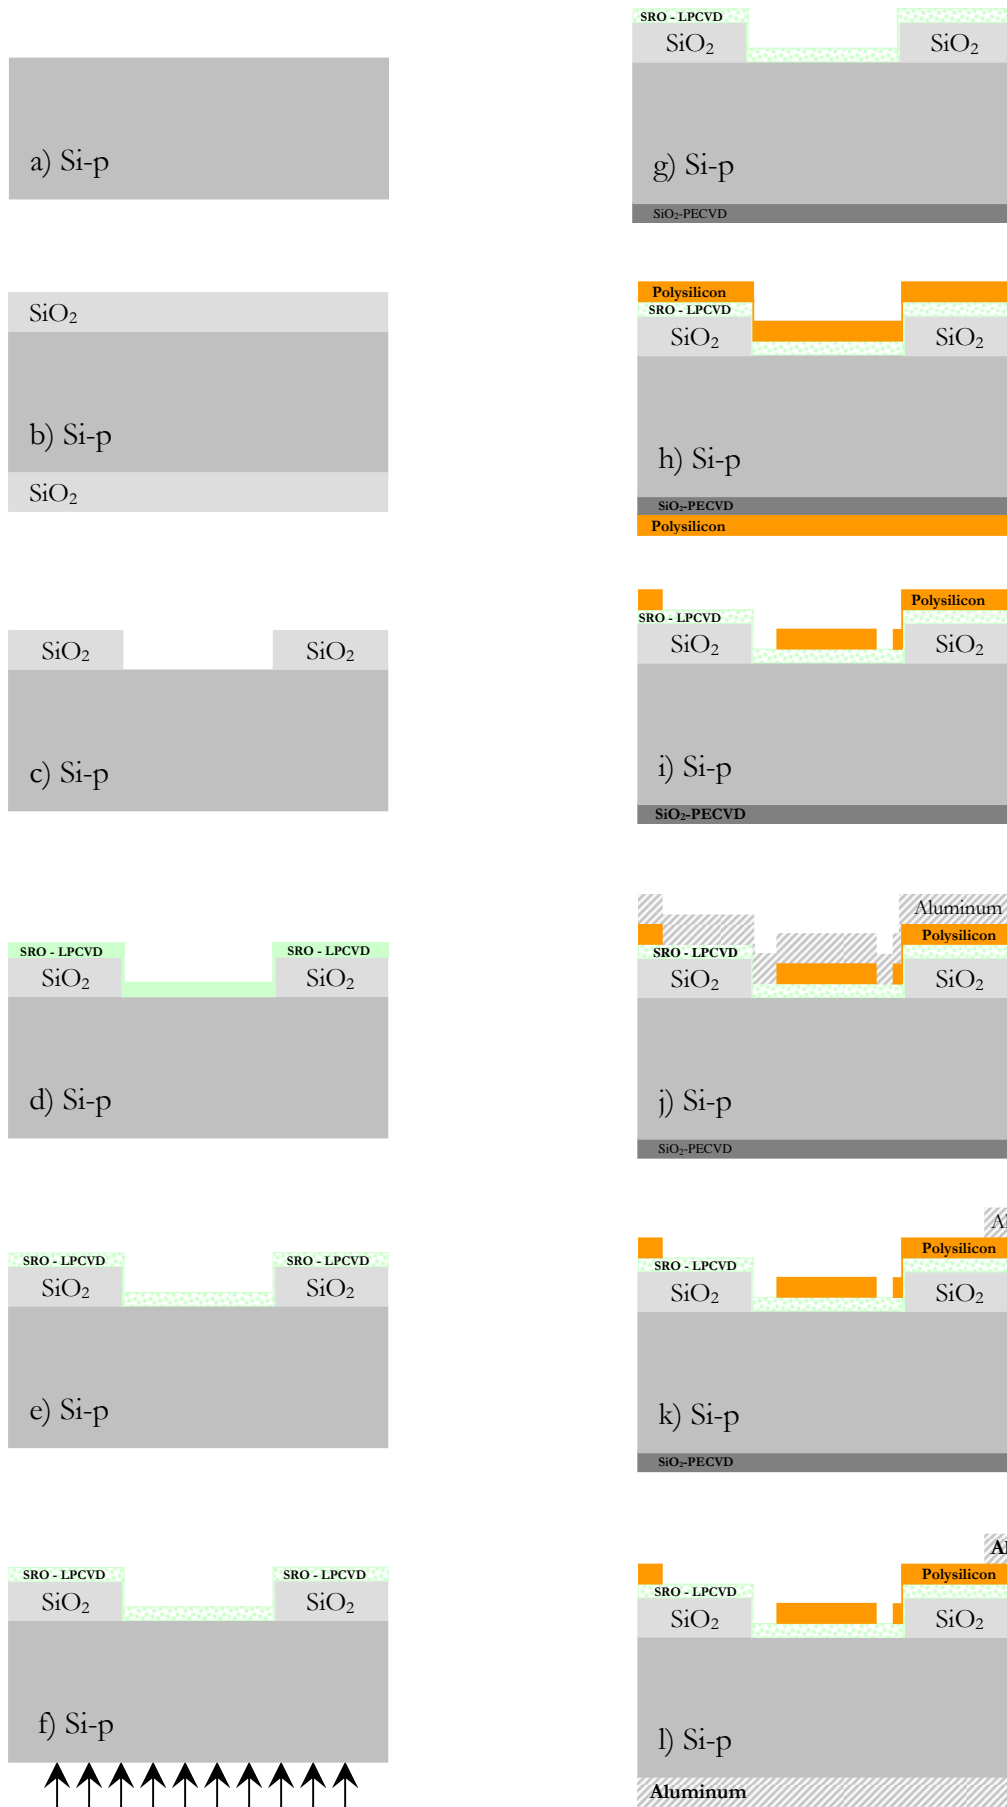 a) Si-p
SiO₂
b) Si-p
SiO₂
SiO₂ SiO₂
c) Si-p
SRO - LPCVD SRO - LPCVD
SiO₂ SiO₂
d) Si-p
SRO - LPCVD SRO - LPCVD
SiO₂ SiO₂
e) Si-p
SRO - LPCVD SRO - LPCVD
SiO₂ SiO₂
f) Si-p
SRO - LPCVD
SiO₂ SiO₂
g) Si-p
SiO₂-PECVD
Polysilicon
SRO - LPCVD
SiO₂ SiO₂
h) Si-p
SiO₂-PECVD
Polysilicon
Polysilicon
SRO - LPCVD
SiO₂ SiO₂
i) Si-p
SiO₂-PECVD
Aluminum
Polysilicon
SRO - LPCVD
SiO₂ SiO₂
j) Si-p
SiO₂-PECVD
Polysilicon
SRO - LPCVD
SiO₂ SiO₂
k) Si-p
SiO₂-PECVD
Polysilicon
SRO - LPCVD
SiO₂ SiO₂
l) Si-p
Aluminum